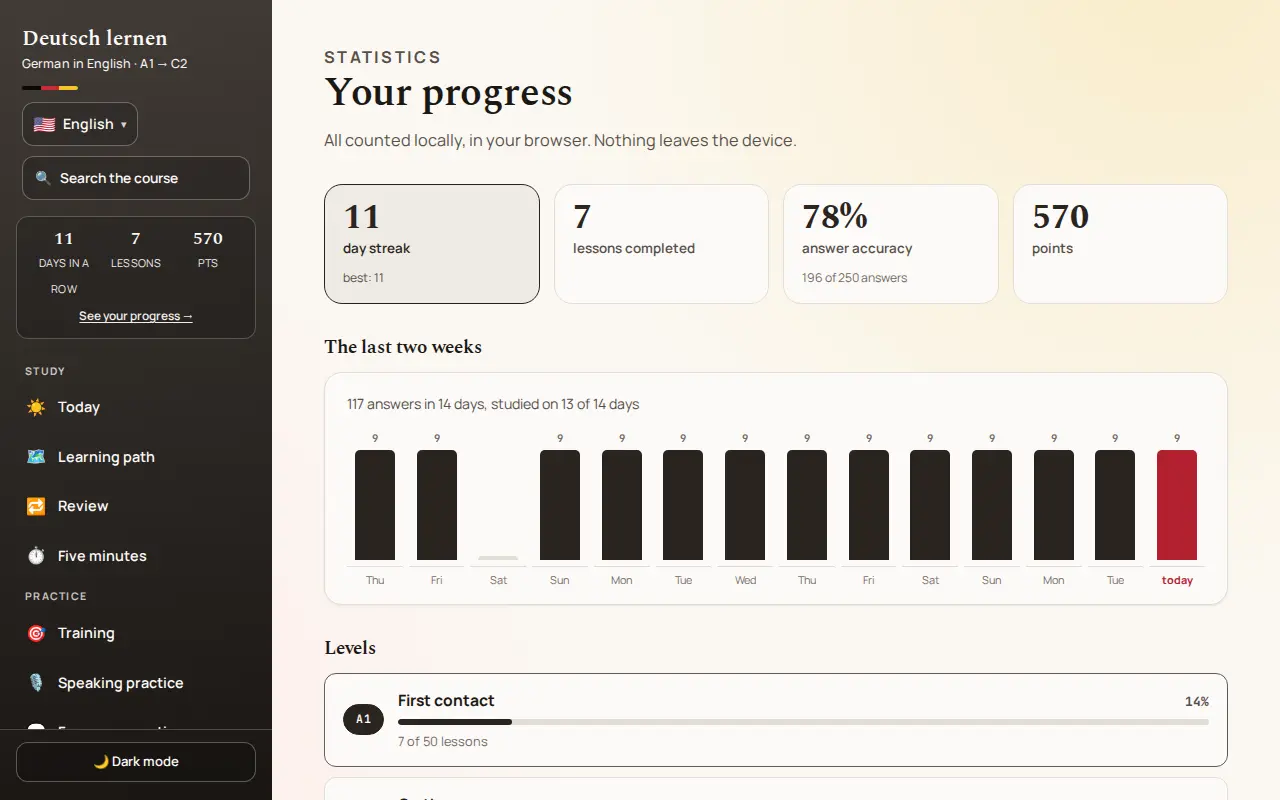 Deutsch lernen
German in English · A1 → C2
English ▾
Search the course
11 7 570
DAYS IN A ROW LESSONS PTS
See your progress →
STUDY
Today
Learning path
Review
Five minutes
PRACTICE
Training
Speaking practice
Dark mode
STATISTICS
Your progress
All counted locally, in your browser. Nothing leaves the device.
11
day streak
best: 11
7
lessons completed
78%
answer accuracy
196 of 250 answers
570
points
The last two weeks
117 answers in 14 days, studied on 13 of 14 days
9 9 9 9 9 9 9 9 9 9 9 9 9
Thu Fri Sat Sun Mon Tue Wed Thu Fri Sat Sun Mon Tue today
Levels
A1
First contact
14%
7 of 50 lessons